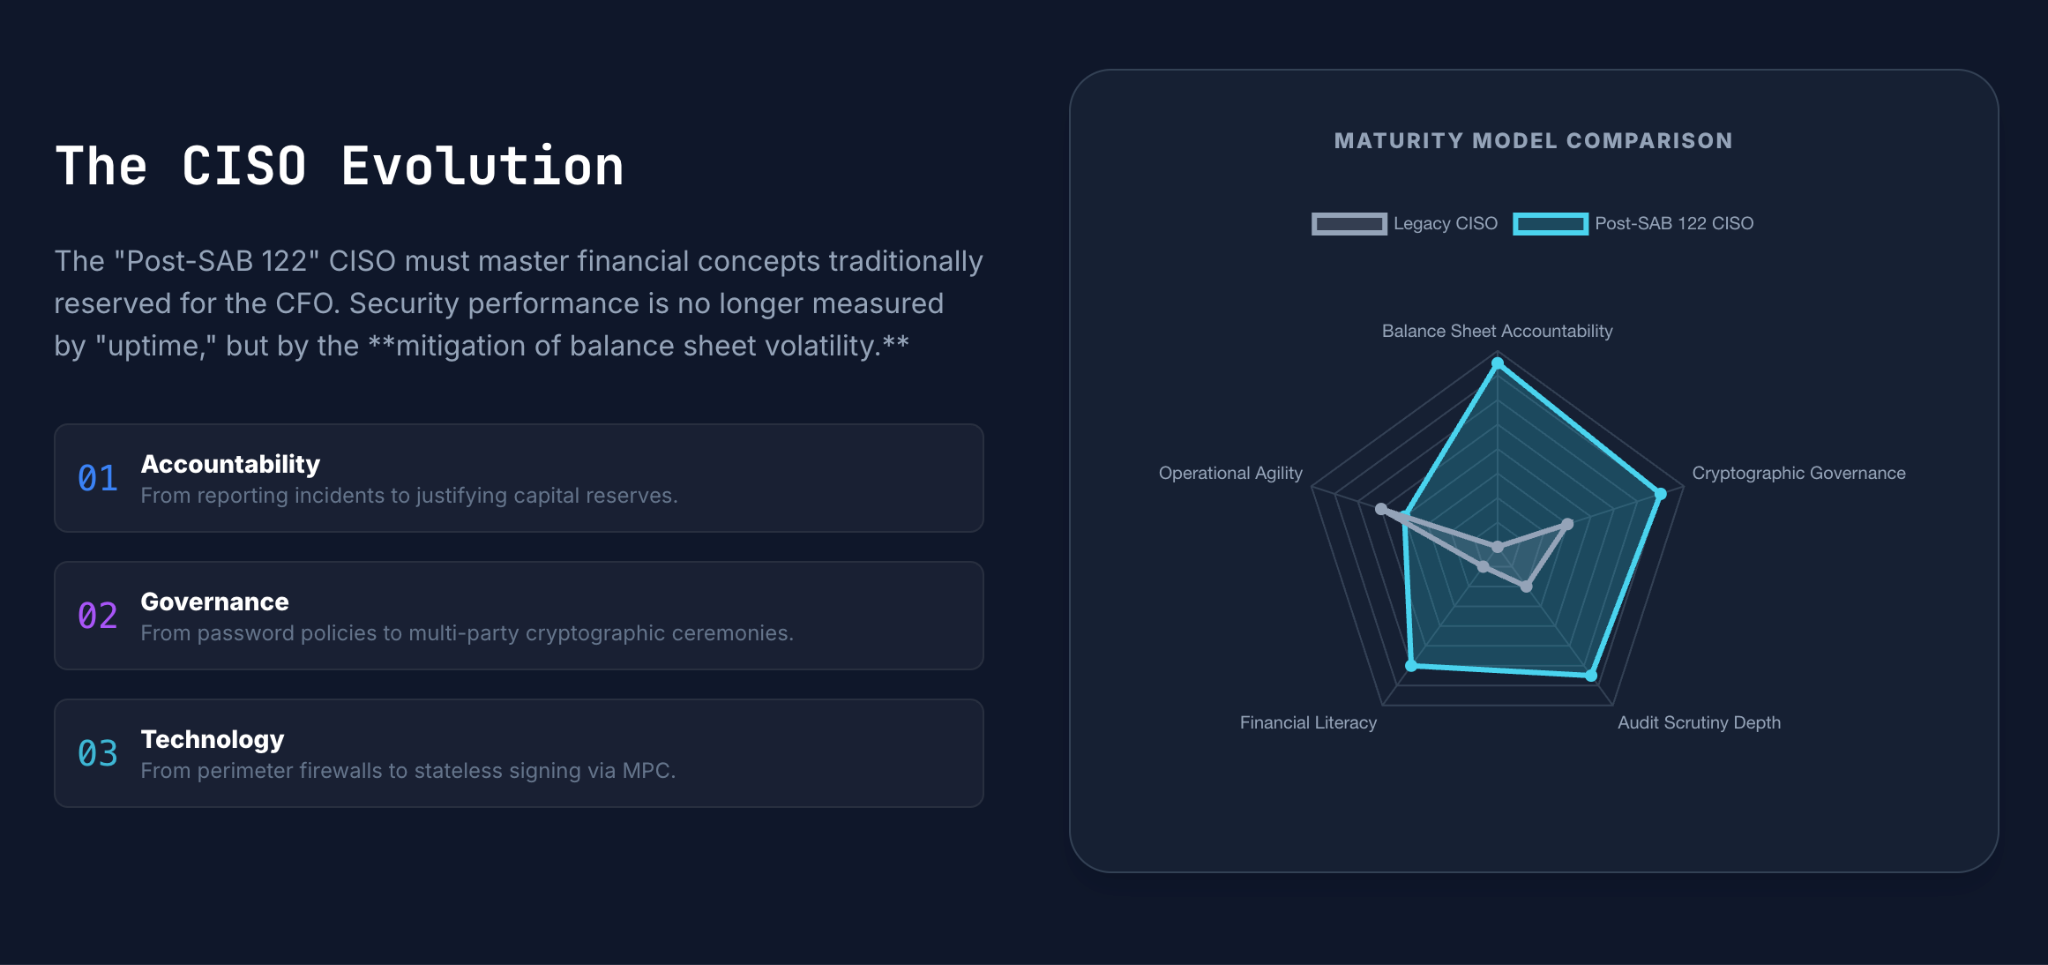 The CISO Evolution
The "Post-SAB 122" CISO must master financial concepts traditionally
reserved for the CFO. Security performance is no longer measured
by "uptime," but by the **mitigation of balance sheet volatility.**
01
Accountability
From reporting incidents to justifying capital reserves.
02
Governance
From password policies to multi-party cryptographic ceremonies.
03
Technology
From perimeter firewalls to stateless signing via MPC.
MATURITY MODEL COMPARISON
Legacy CISO
Post-SAB 122 CISO
Balance Sheet Accountability
Operational Agility
Cryptographic Governance
Financial Literacy
Audit Scrutiny Depth